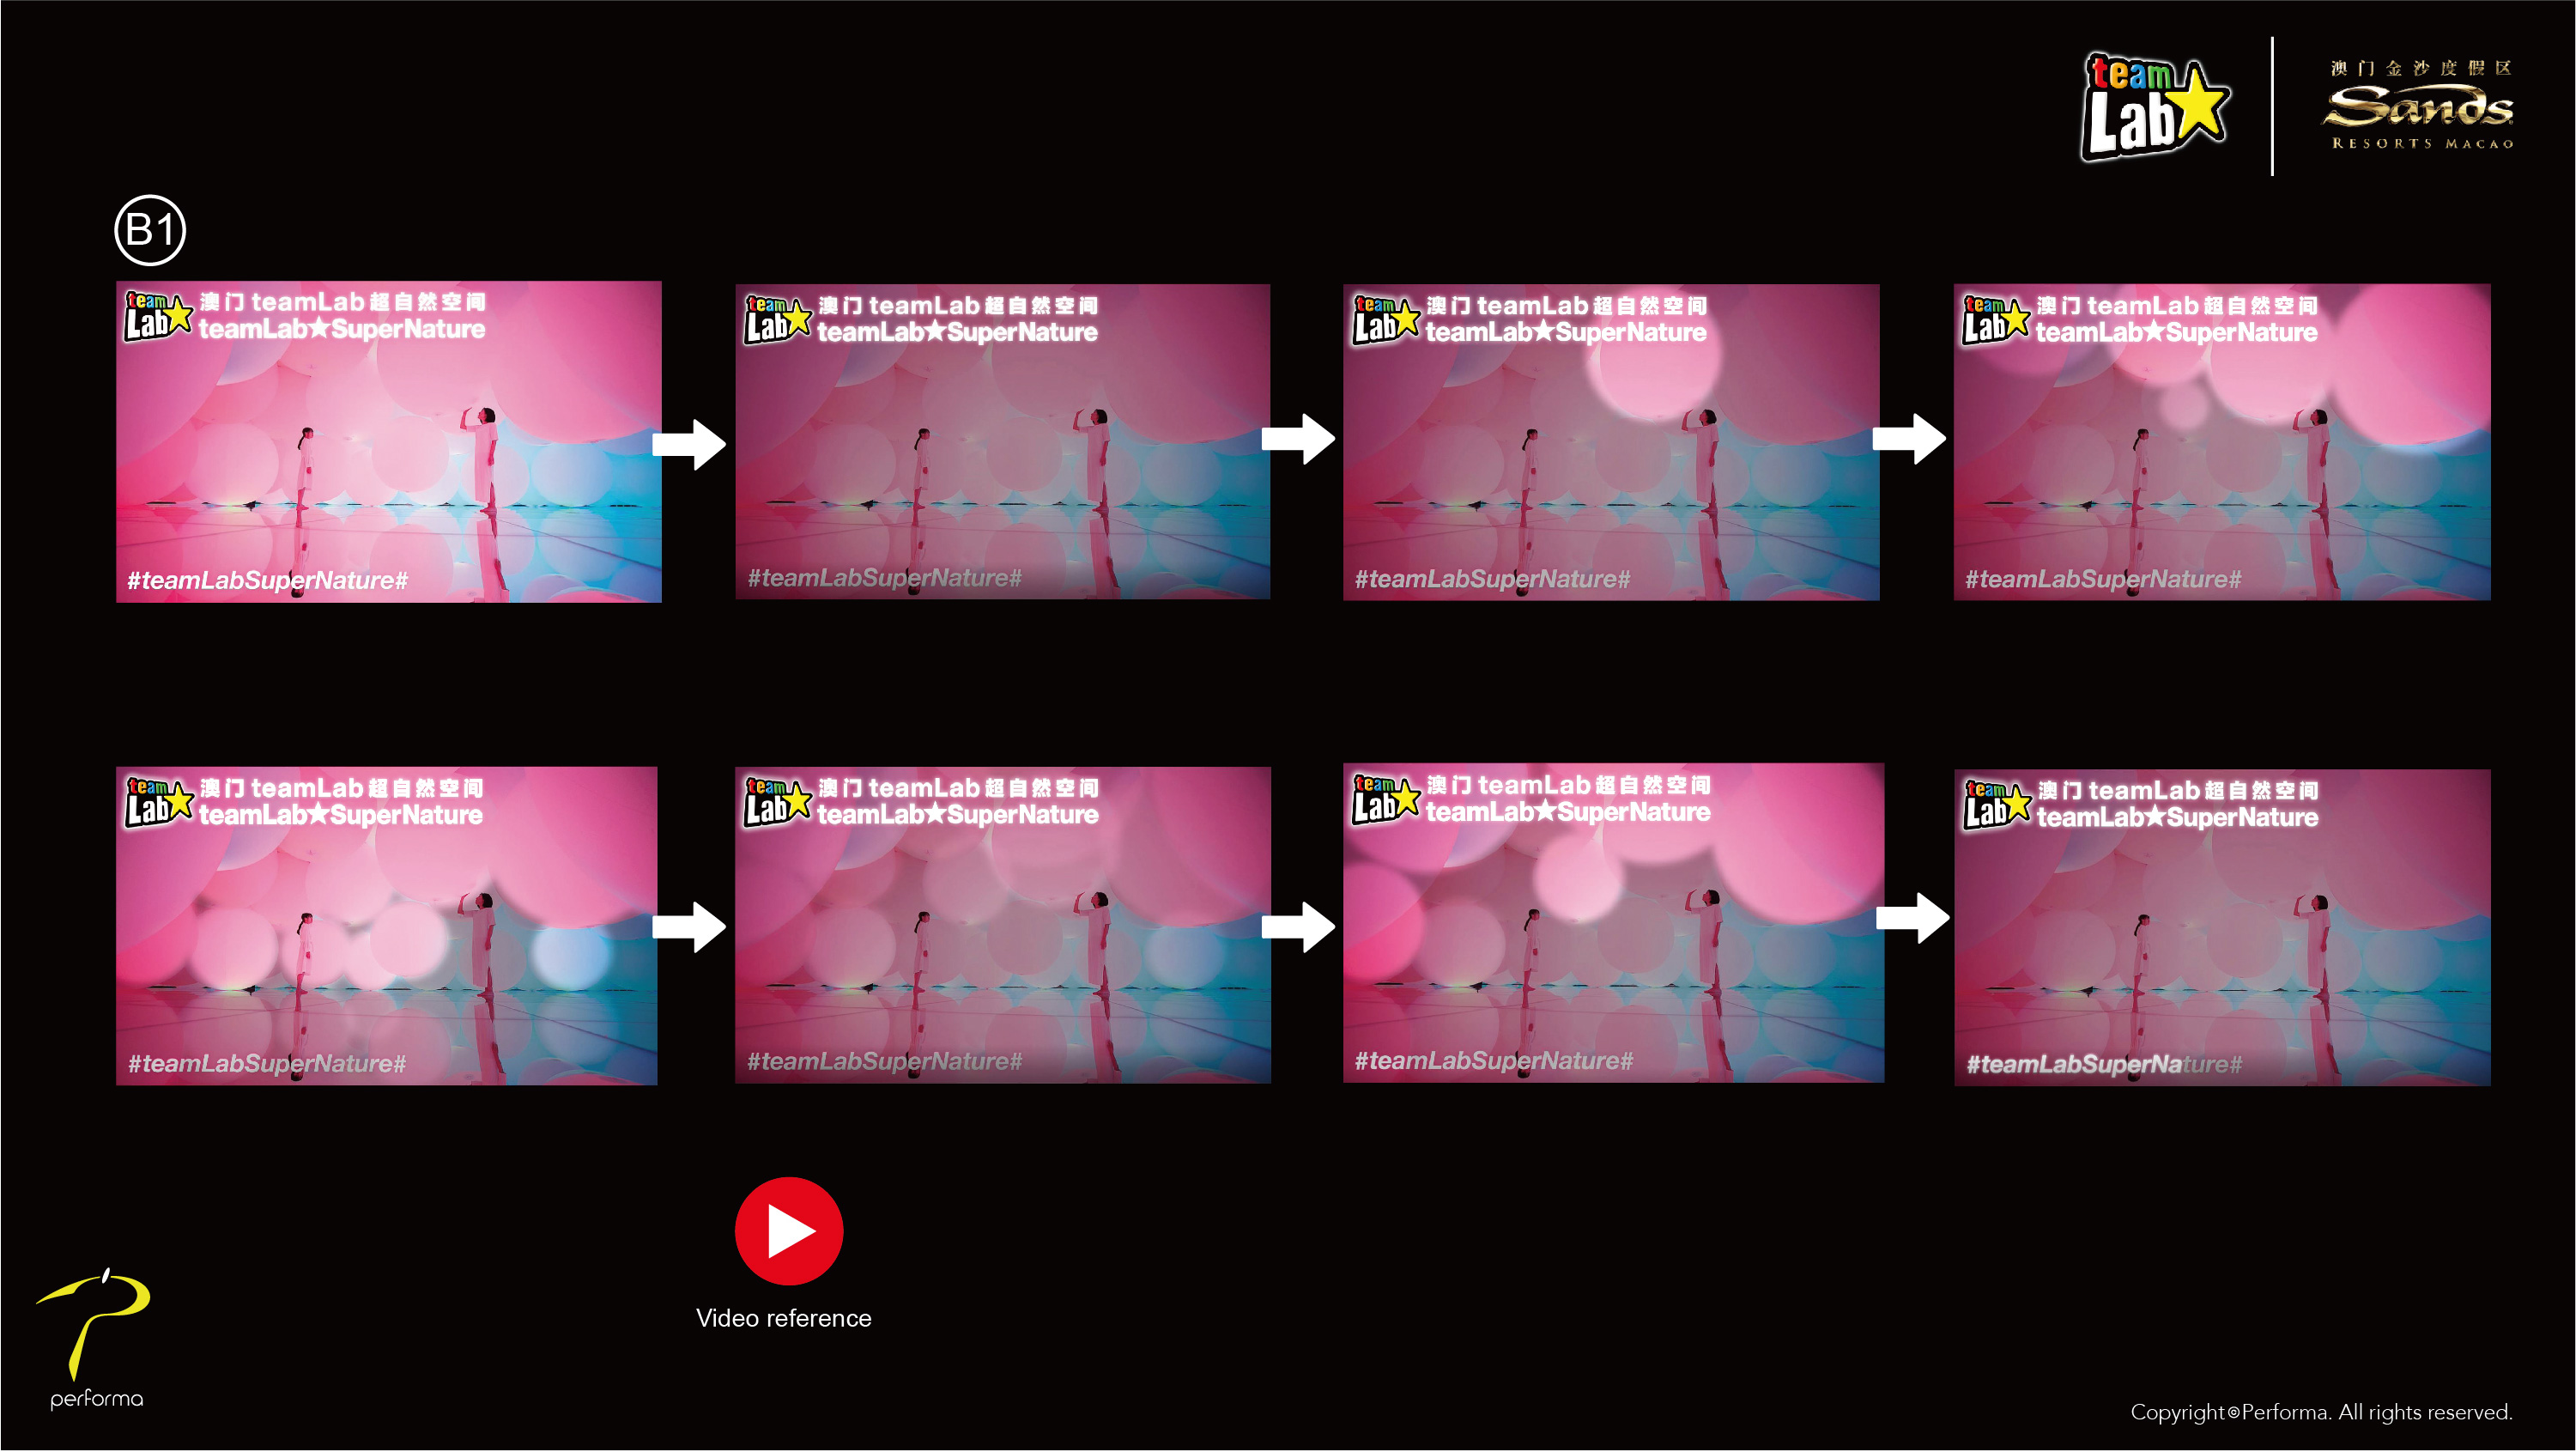 team
Lab
澳门金沙度假区
Sands
RESORTS MACAO
B1
team
Lab
澳门 teamLab 超自然空间
teamLab★SuperNature
#teamLabSuperNature#
team
Lab
澳门 teamLab 超自然空间
teamLab★SuperNature
#teamLabSuperNature#
team
Lab
澳门 teamLab 超自然空间
teamLab★SuperNature
#teamLabSuperNature#
team
Lab
澳门 teamLab 超自然空间
teamLab★SuperNature
#teamLabSuperNature#
team
Lab
澳门 teamLab 超自然空间
teamLab★SuperNature
#teamLabSuperNature#
team
Lab
澳门 teamLab 超自然空间
teamLab★SuperNature
#teamLabSuperNature#
team
Lab
澳门 teamLab 超自然空间
teamLab★SuperNature
#teamLabSuperNature#
team
Lab
澳门 teamLab 超自然空间
teamLab★SuperNature
#teamLabSuperNature#
Video reference
performa
Copyright©Performa. All rights reserved.